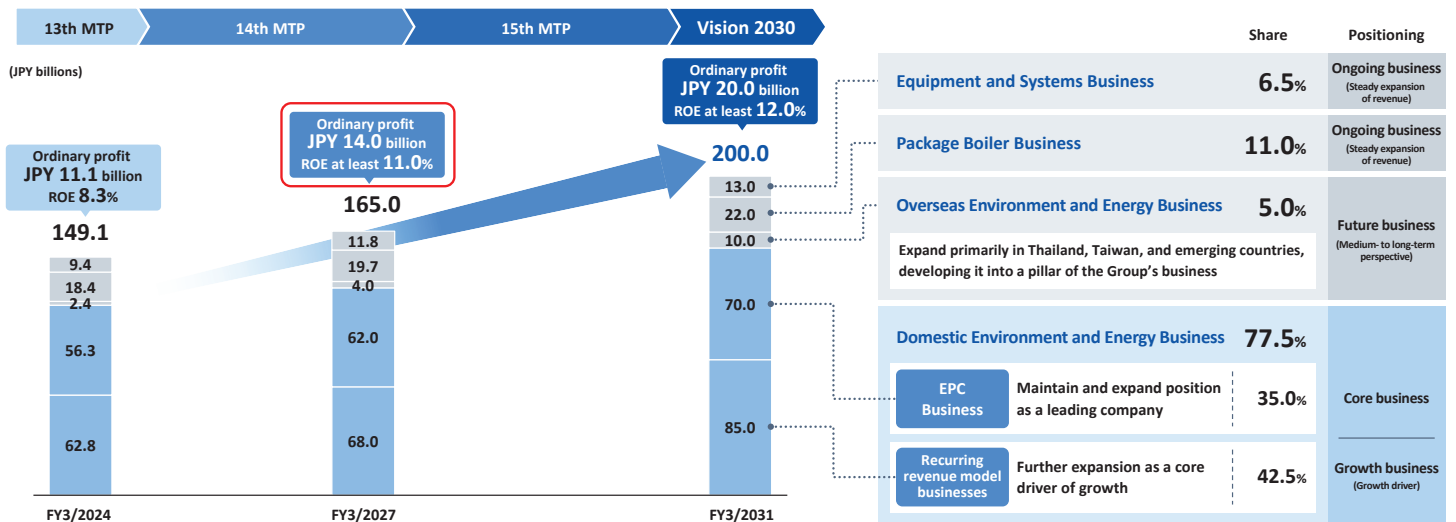 13th MTP
14th MTP
15th MTP
Vision 2030
(JPY billions)
Ordinary profit
JPY 11.1 billion
ROE 8.3%
149.1
9.4
18.4
2.4
56.3
62.8
FY3/2024
Ordinary profit
JPY 14.0 billion
ROE at least 11.0%
165.0
11.8
19.7
4.0
62.0
68.0
FY3/2027
Ordinary profit
JPY 20.0 billion
ROE at least 12.0%
200.0
13.0
22.0
10.0
70.0
85.0
FY3/2031
Share
Positioning
Equipment and Systems Business
6.5%
Ongoing business
(Steady expansion
of revenue)
Package Boiler Business
11.0%
Ongoing business
(Steady expansion
of revenue)
Overseas Environment and Energy Business
5.0%
Expand primarily in Thailand, Taiwan, and emerging countries,
developing it into a pillar of the Group's business
Future business
(Medium- to long-term
perspective)
Domestic Environment and Energy Business
77.5%
EPC
Business
Maintain and expand position
as a leading company
35.0%
Core business
Recurring
revenue model
businesses
Further expansion as a core
driver of growth
42.5%
Growth business
(Growth driver)